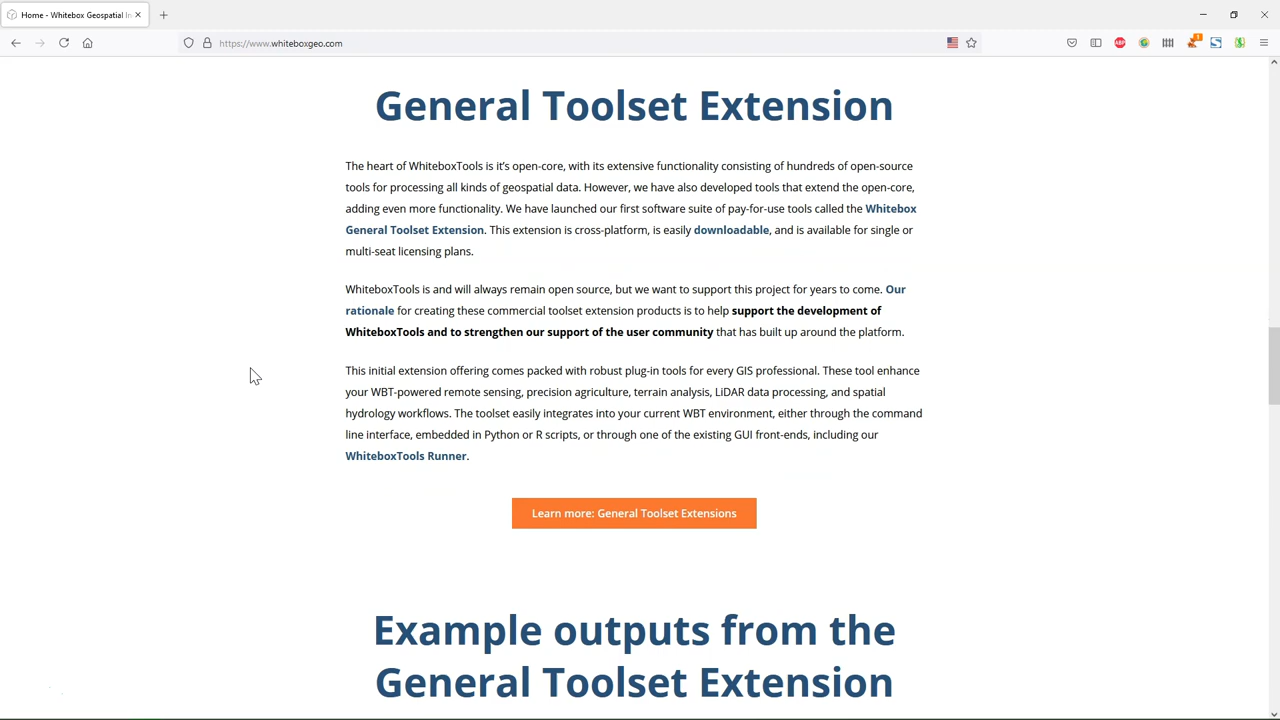 Home - Whitebox Geospatial In
https://www.whiteboxgeo.com
ABP
1
General Toolset Extension
The heart of WhiteboxTools is it's open-core, with its extensive functionality consisting of hundreds of open-source
tools for processing all kinds of geospatial data. However, we have also developed tools that extend the open-core,
adding even more functionality. We have launched our first software suite of pay-for-use tools called the Whitebox
General Toolset Extension. This extension is cross-platform, is easily downloadable, and is available for single or
multi-seat licensing plans.
WhiteboxTools is and will always remain open source, but we want to support this project for years to come. Our
rationale for creating these commercial toolset extension products is to help support the development of
WhiteboxTools and to strengthen our support of the user community that has built up around the platform.
This initial extension offering comes packed with robust plug-in tools for every GIS professional. These tool enhance
your WBT-powered remote sensing, precision agriculture, terrain analysis, LiDAR data processing, and spatial
hydrology workflows. The toolset easily integrates into your current WBT environment, either through the command
line interface, embedded in Python or R scripts, or through one of the existing GUI front-ends, including our
WhiteboxTools Runner.
Learn more: General Toolset Extensions
Example outputs from the
General Toolset Extension